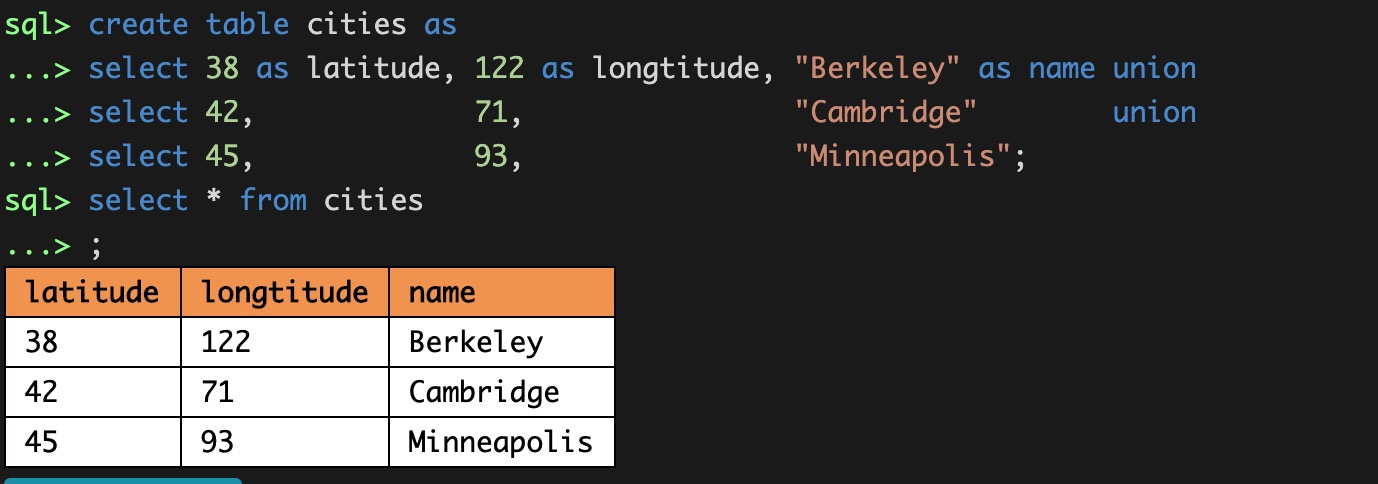 sql> create table cities as
...> select 38 as latitude, 122 as longtitude, "Berkeley" as name union
...> select 42,             71,                "Cambridge"        union
...> select 45,             93,                "Minneapolis";
sql> select * from cities
...> ;
latitude longtitude name
38 122 Berkeley
42 71 Cambridge
45 93 Minneapolis